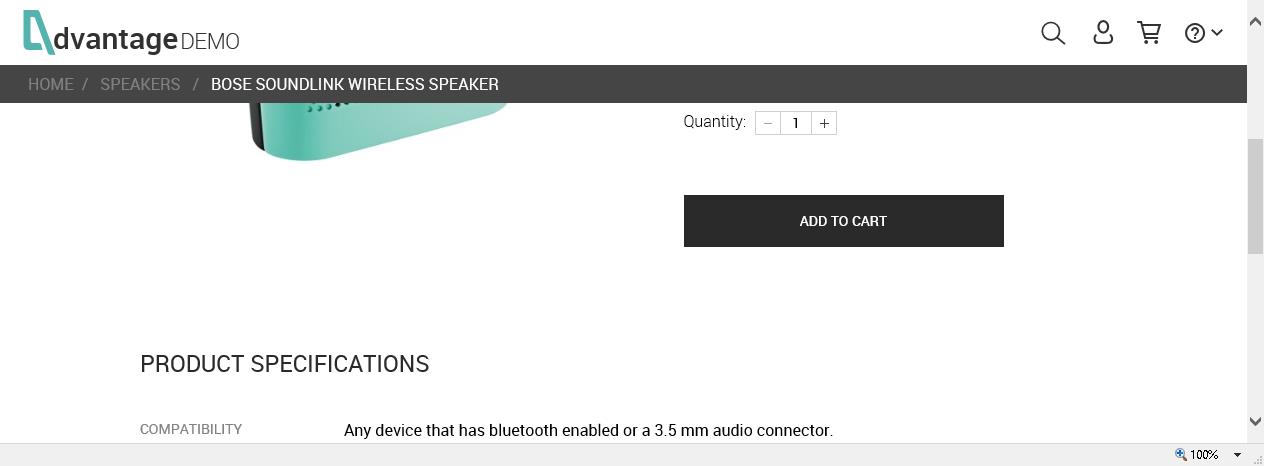 dvantage DEMO
HOME / SPEAKERS / BOSE SOUNDLINK WIRELESS SPEAKER
Quantity: − 1 +
ADD TO CART
PRODUCT SPECIFICATIONS
COMPATIBILITY Any device that has bluetooth enabled or a 3.5 mm audio connector.
100%